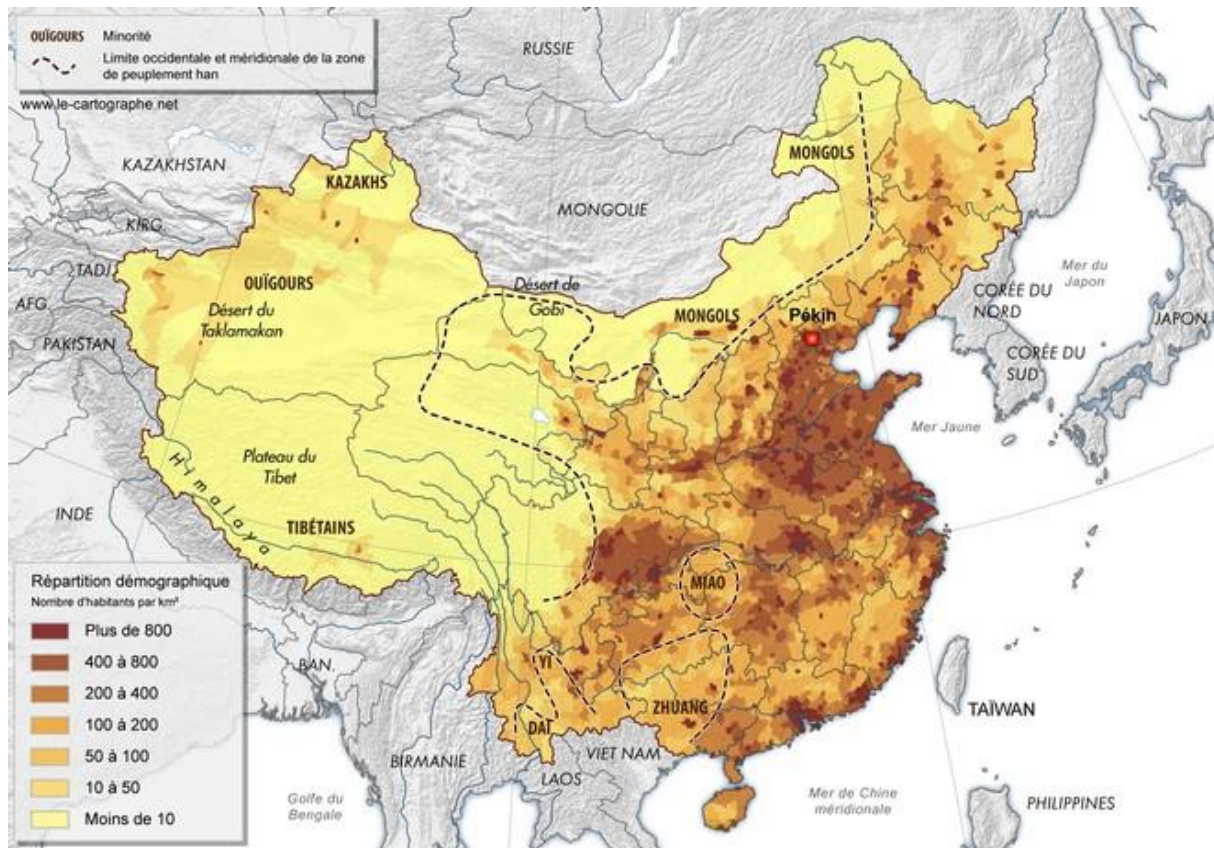 OUÏGOURS Minorité
Limite occidentale et méridionale de la zone
de peuplement han
www.le-cartographe.net
RUSSIE
KAZAKHSTAN
KAZAKHS
MONGOLS
MONGOLIE
KIRG.
TADJ.
OUÏGOURS
Désert du
Taklamakan
AFG.
PAKISTAN
Désert de
Gobi
MONGOLS
Pékin
Mer du
Japon
CORÉE DU
NORD
JAPON
CORÉE DU
SUD
Mer Jaune
Plateau du
Tibet
Himalaya
INDE
TIBÉTAINS
MIAO
YI
ZHUANG
DAÏ
BAN.
BIRMANIE
VIET NAM
LAOS
TAÏWAN
Golfe du
Bengale
Mer de Chine
méridionale
PHILIPPINES
Répartition démographique
Nombre d'habitants par km²
Plus de 800
400 à 800
200 à 400
100 à 200
50 à 100
10 à 50
Moins de 10